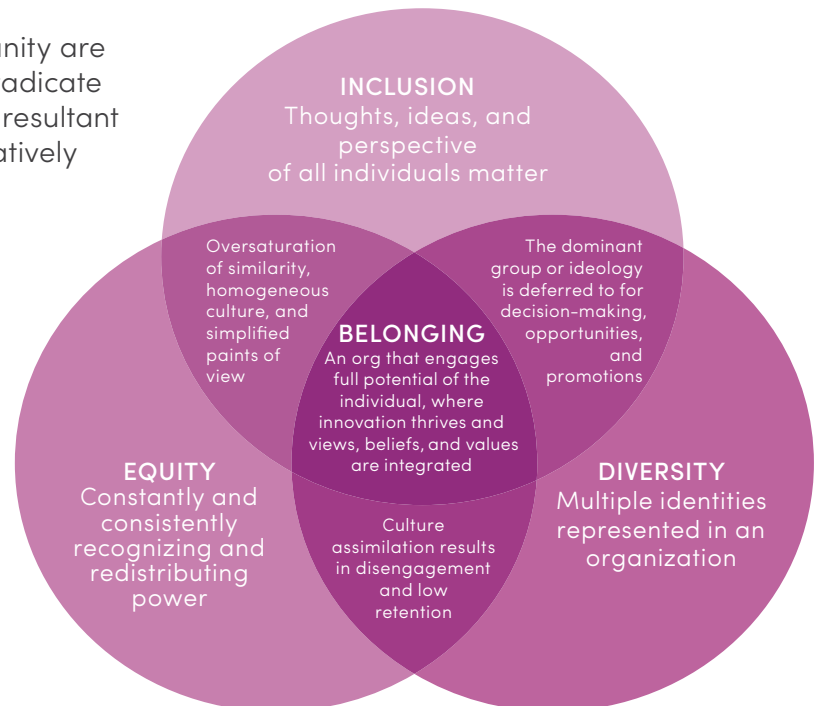 unity are
adicate
resultant
atively
INCLUSION
Thoughts, ideas, and
perspective
of all individuals matter
Oversaturation
of similarity,
homogeneous
culture, and
simplified
paints of
view
The dominant
group or ideology
is deferred to for
decision-making,
opportunities,
and
promotions
BELONGING
An org that engages
full potential of the
individual, where
innovation thrives and
views, beliefs, and values
are integrated
EQUITY
Constantly and
consistently
recognizing and
redistributing
power
DIVERSITY
Multiple identities
represented in an
organization
Culture
assimilation results
in disengagement
and low
retention